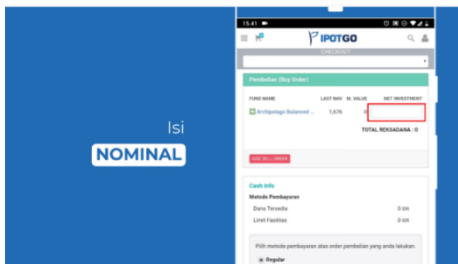 15.41
IPOTGO
CHECKOUT
Isi
NOMINAL
Pembelian (Buy Order)
FUND NAME LAST NAV M. VALUE NET INVESTMENT
Archipelago Balanced ... 1,676 0
TOTAL REKSADANA : 0
ADD SELL ORDER
Cash Info
Metode Pembayaran
Dana Tersedia 0 IDR
Limit Fasilitas 0 IDR
Pilih metode pembayaran atas order pembelian yang anda lakukan.
Regular